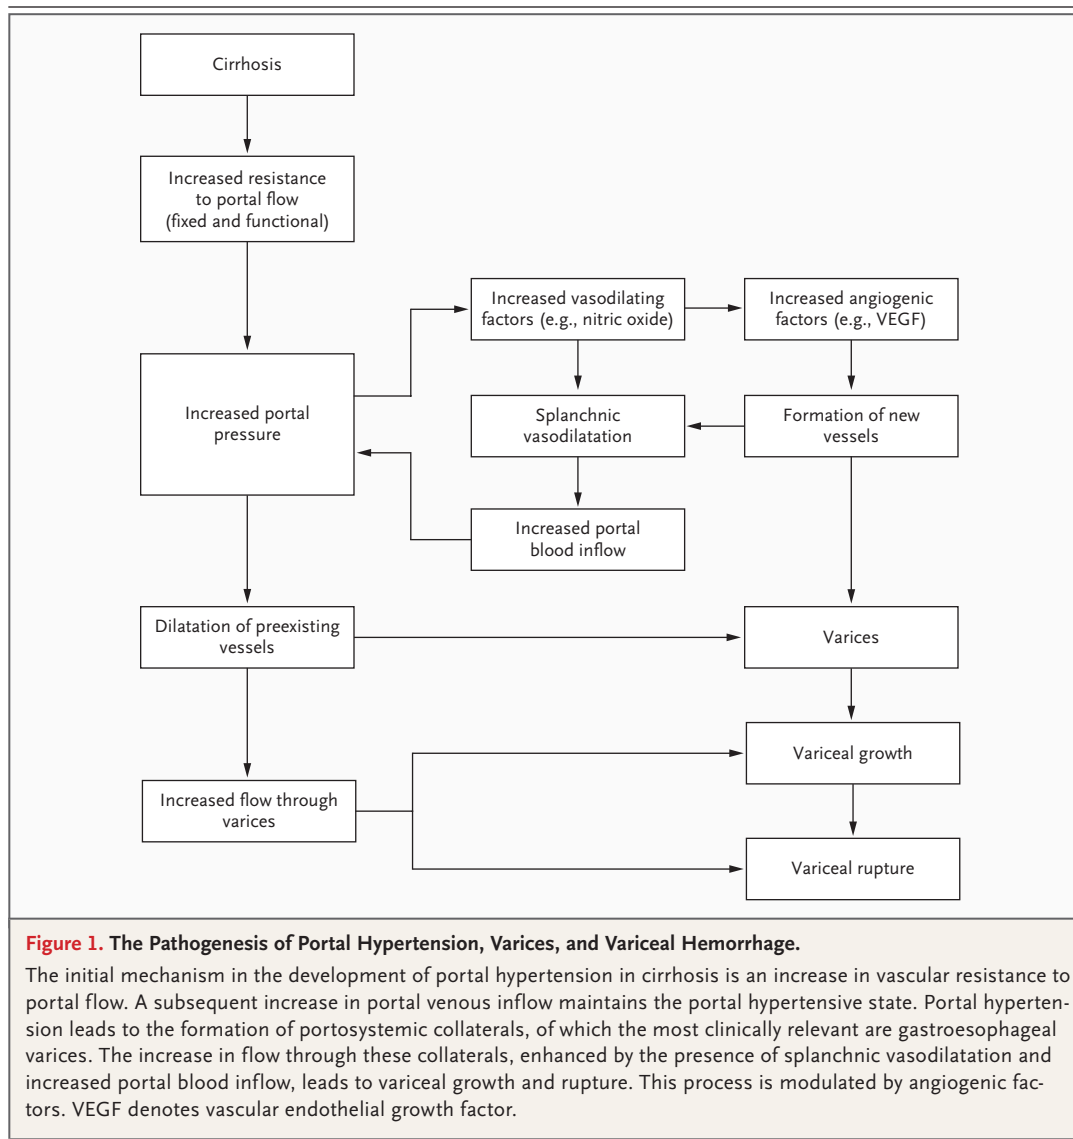 Cirrhosis
Increased resistance
to portal flow
(fixed and functional)
Increased vasodilating
factors (e.g., nitric oxide)
Increased angiogenic
factors (e.g., VEGF)
Increased portal
pressure
Splanchnic
vasodilatation
Formation of new
vessels
Increased portal
blood inflow
Dilatation of preexisting
vessels
Varices
Variceal growth
Increased flow through
varices
Variceal rupture
Figure 1. The Pathogenesis of Portal Hypertension, Varices, and Variceal Hemorrhage.
The initial mechanism in the development of portal hypertension in cirrhosis is an increase in vascular resistance to
portal flow. A subsequent increase in portal venous inflow maintains the portal hypertensive state. Portal hyperten-
sion leads to the formation of portosystemic collaterals, of which the most clinically relevant are gastroesophageal
varices. The increase in flow through these collaterals, enhanced by the presence of splanchnic vasodilatation and
increased portal blood inflow, leads to variceal growth and rupture. This process is modulated by angiogenic fac-
tors. VEGF denotes vascular endothelial growth factor.